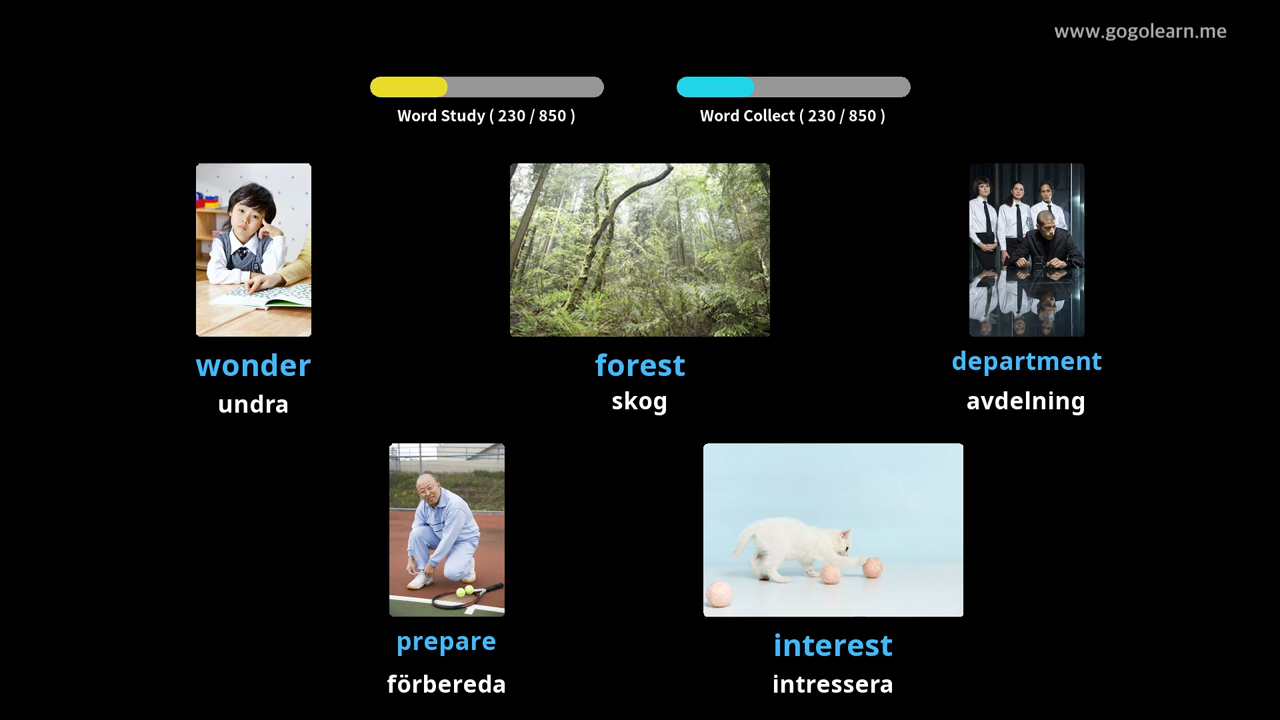 www.gogolearn.me
Word Study ( 230 / 850 )
Word Collect ( 230 / 850 )
wonder
undra
forest
skog
department
avdelning
prepare
förbereda
interest
intressera